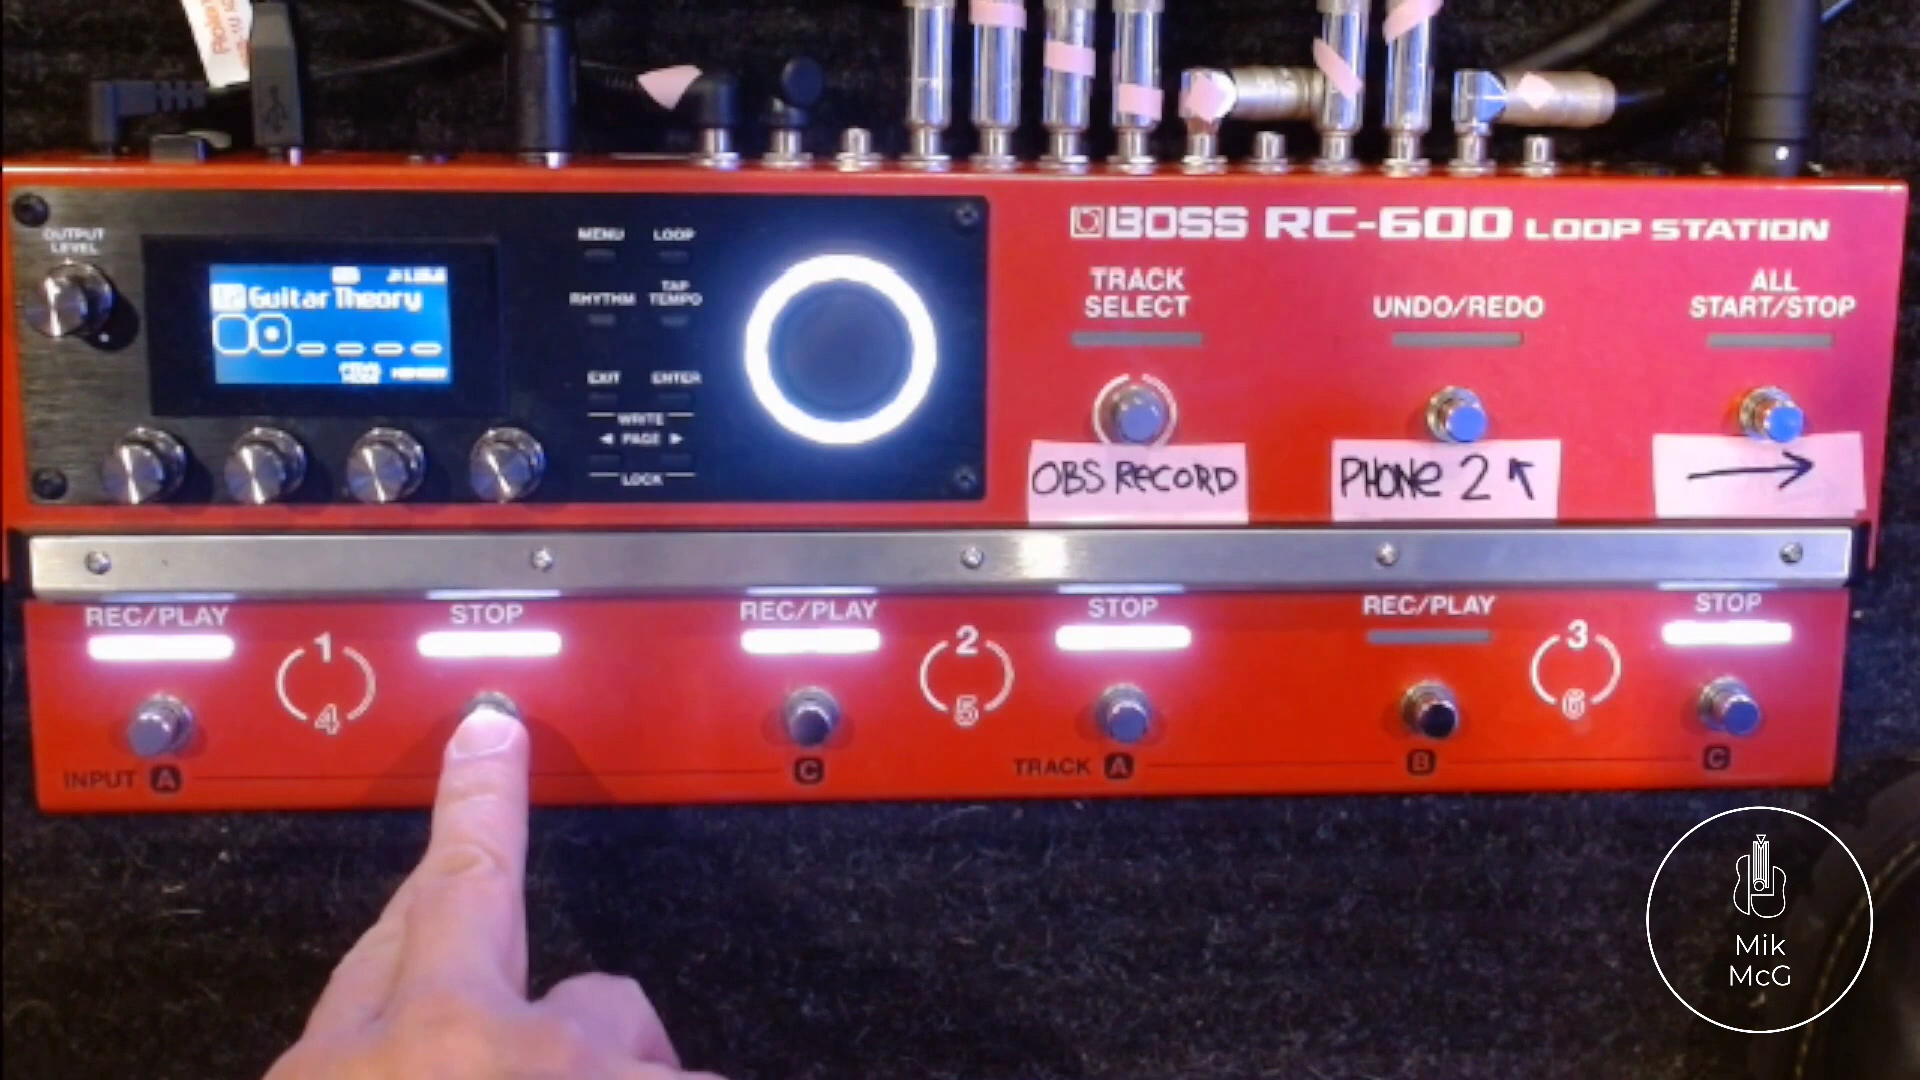 BOSS RC-600 LOOP STATION
OUTPUT
LEVEL
MENU LOOP
RHYTHM TAP
TEMPO
EXIT ENTER
WRITE
◄ PAGE ►
LOCK
Guitar Theory
MEMORY
TRACK
SELECT
UNDO/REDO
ALL
START/STOP
OBS RECORD
PHONE 2 ↖
→
REC/PLAY STOP REC/PLAY STOP REC/PLAY STOP
1 2 3
4 5 6
INPUT A C TRACK A B C
Mik
McG